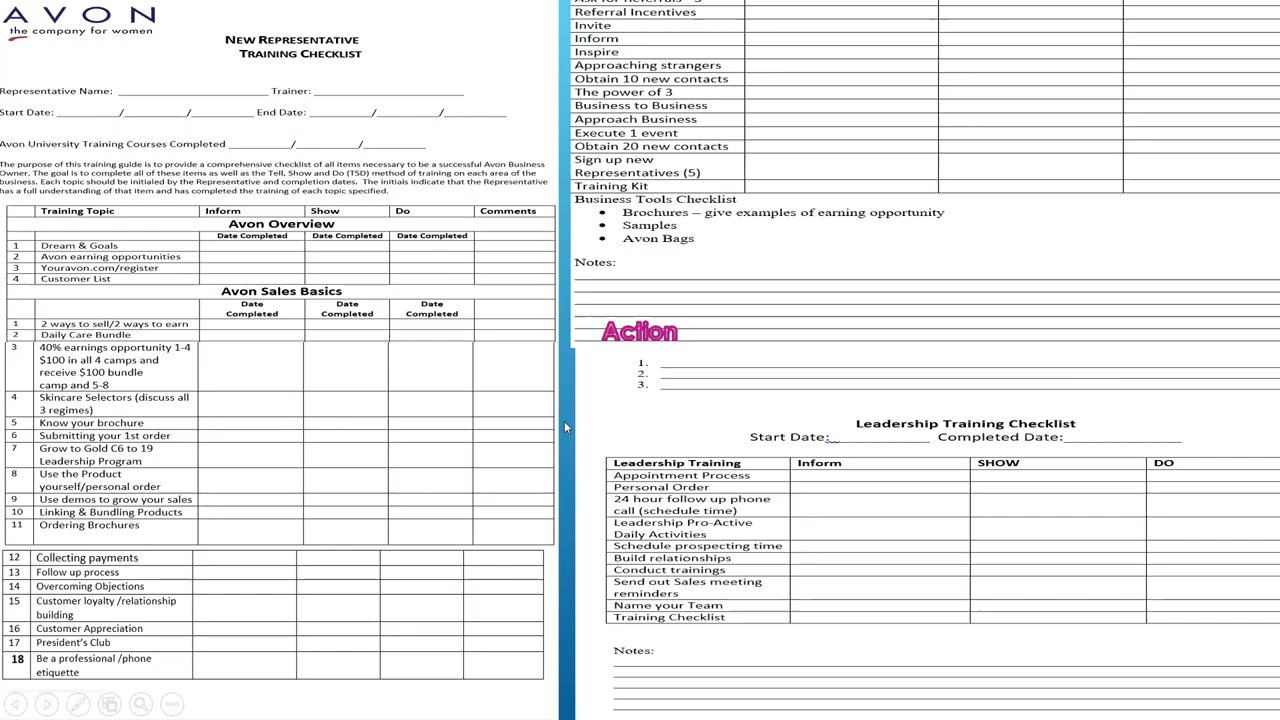 AVON
the company for women
NEW REPRESENTATIVE
TRAINING CHECKLIST
Representative Name: ____________________ Trainer: ____________________
Start Date: __________/__________/__________ End Date: __________/__________/__________
Avon University Training Courses Completed __________/__________/__________
The purpose of this training guide is to provide a comprehensive checklist of all items necessary to be a successful Avon Business
Owner. The goal is to complete all of these items as well as the Tell, Show and Do (TSD) method of training on each area of the
business. Each topic should be initialed by the Representative and completion dates. The initials indicate that the Representative
has a full understanding of that item and has completed the training of each topic specified.
Training Topic Inform Show Do Comments
Avon Overview
Date Completed Date Completed Date Completed
1 Dream & Goals
2 Avon earning opportunities
3 Youravon.com/register
4 Customer List
Avon Sales Basics
Date Date Date
Completed Completed Completed
1 2 ways to sell/2 ways to earn
2 Daily Care Bundle
3 40% earnings opportunity 1-4
$100 in all 4 camps and
receive $100 bundle
camp and 5-8
4 Skincare Selectors (discuss all
3 regimes)
5 Know your brochure
6 Submitting your 1st order
7 Grow to Gold C6 to 19
Leadership Program
8 Use the Product
yourself/personal order
9 Use demos to grow your sales
10 Linking & Bundling Products
11 Ordering Brochures
12 Collecting payments
13 Follow up process
14 Overcoming Objections
15 Customer loyalty /relationship
building
16 Customer Appreciation
17 President's Club
18 Be a professional /phone
etiquette
Referral Incentives
Invite
Inform
Inspire
Approaching strangers
Obtain 10 new contacts
The power of 3
Business to Business
Approach Business
Execute 1 event
Obtain 20 new contacts
Sign up new
Representatives (5)
Training Kit
Business Tools Checklist
• Brochures – give examples of earning opportunity
• Samples
• Avon Bags
Notes:
Action
1.
2.
3.
Leadership Training Checklist
Start Date:____________ Completed Date:____________
Leadership Training Inform SHOW DO
Appointment Process
Personal Order
24 hour follow up phone
call (schedule time)
Leadership Pro-Active
Daily Activities
Schedule prospecting time
Build relationships
Conduct trainings
Send out Sales meeting
reminders
Name your Team
Training Checklist
Notes: